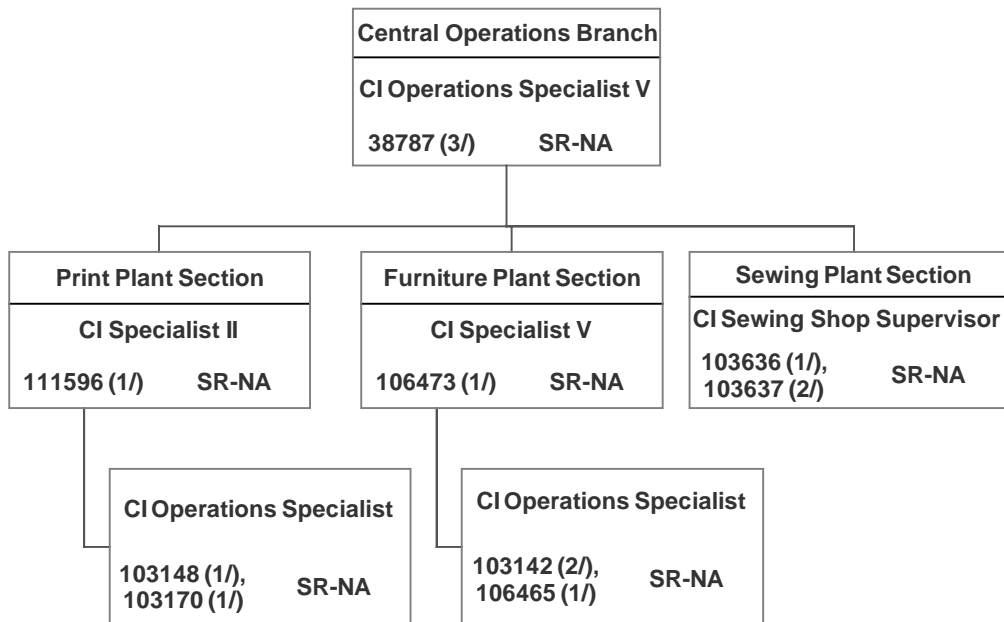 Central Operations Branch
CI Operations Specialist V
38787 (3/) SR-NA
Print Plant Section
CI Specialist II
111596 (1/) SR-NA
Furniture Plant Section
CI Specialist V
106473 (1/) SR-NA
Sewing Plant Section
CI Sewing Shop Supervisor
103636 (1/),
103637 (2/)
SR-NA
CI Operations Specialist
103148 (1/),
103170 (1/)
SR-NA
CI Operations Specialist
103142 (2/),
106465 (1/)
SR-NA